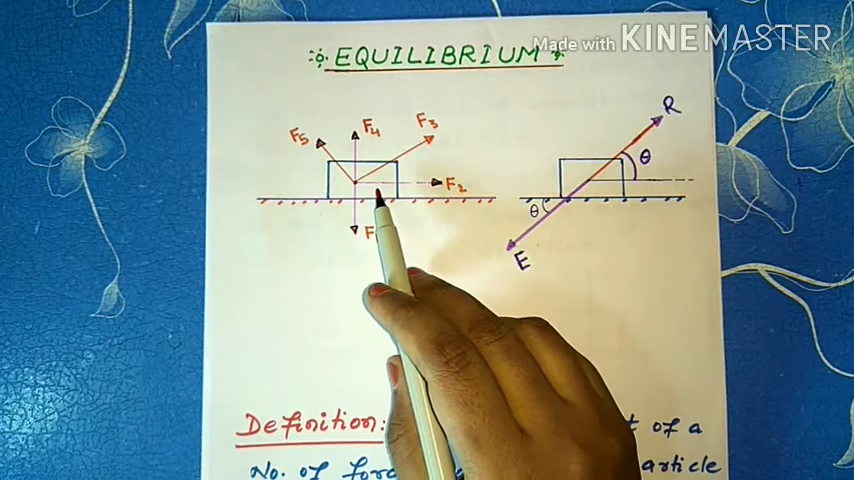 Made with KINEMASTER
EQUILIBRIUM
F5 F4 F3 R
F2 θ
F θ
E
Definition: t of a
No. of article